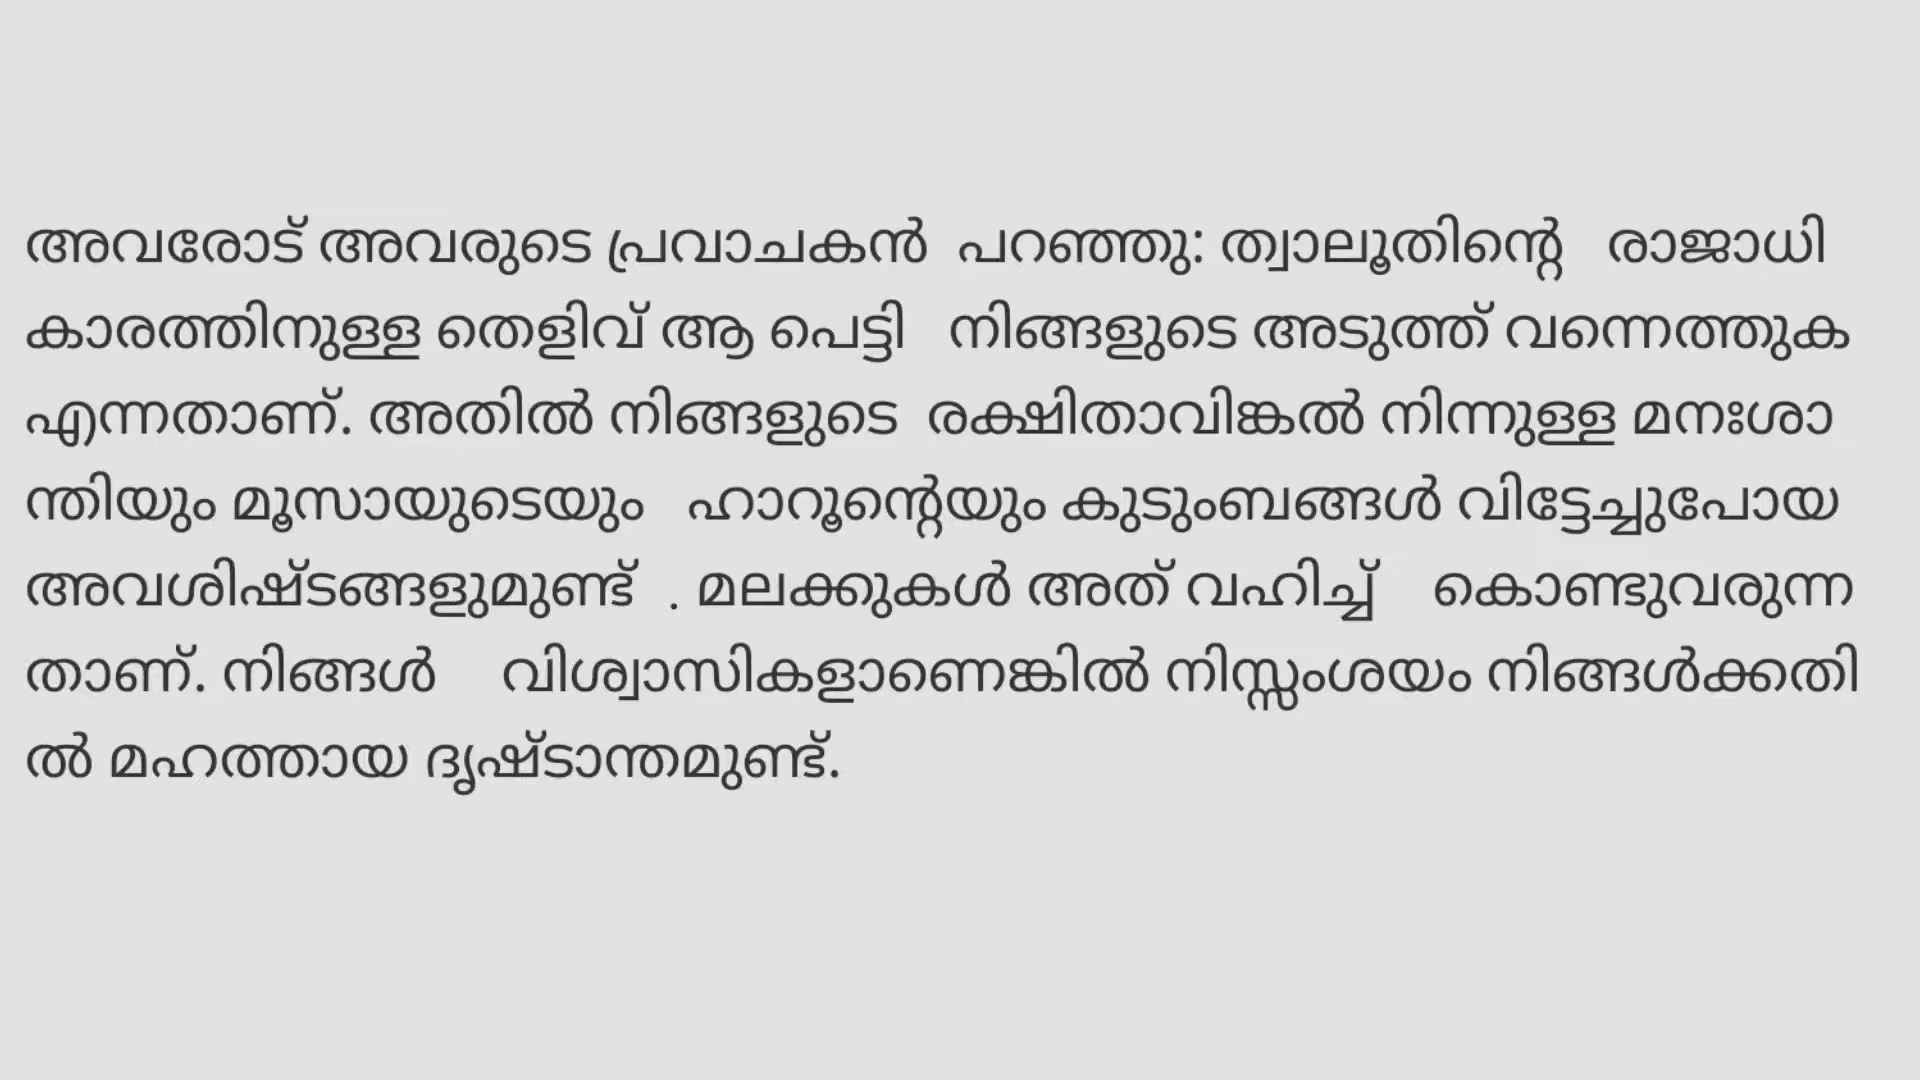 അവരോട് അവരുടെ പ്രവാചകൻ പറഞ്ഞു: ത്വാലൂതിന്റെ രാജാധി
കാരത്തിനുള്ള തെളിവ് ആ പെട്ടി നിങ്ങളുടെ അടുത്ത് വന്നെത്തുക
എന്നതാണ്. അതിൽ നിങ്ങളുടെ രക്ഷിതാവിങ്കൽ നിന്നുള്ള മനഃശാ
ന്തിയും മൂസായുടെയും ഹാറൂന്റെയും കുടുംബങ്ങൾ വിട്ടേച്ചുപോയ
അവശിഷ്ടങ്ങളുമുണ്ട് . മലക്കുകൾ അത് വഹിച്ച് കൊണ്ടുവരുന്ന
താണ്. നിങ്ങൾ വിശ്വാസികളാണെങ്കിൽ നിസ്സംശയം നിങ്ങൾക്കതി
ൽ മഹത്തായ ദൃഷ്ടാന്തമുണ്ട്.